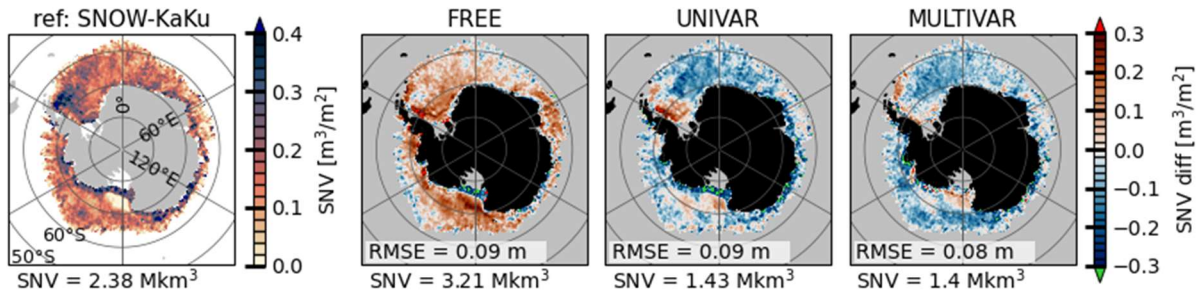 ref: SNOW-KaKu
FREE
UNIVAR
MULTIVAR
0°
60°E
120°E
60°S
50°S
SNV = 2.38 Mkm³
0.4
0.3
0.2
0.1
0.0
SNV [m³/m²]
RMSE = 0.09 m
SNV = 3.21 Mkm³
RMSE = 0.09 m
SNV = 1.43 Mkm³
RMSE = 0.08 m
SNV = 1.4 Mkm³
0.3
0.2
0.1
0.0
−0.1
−0.2
−0.3
SNV diff [m³/m²]